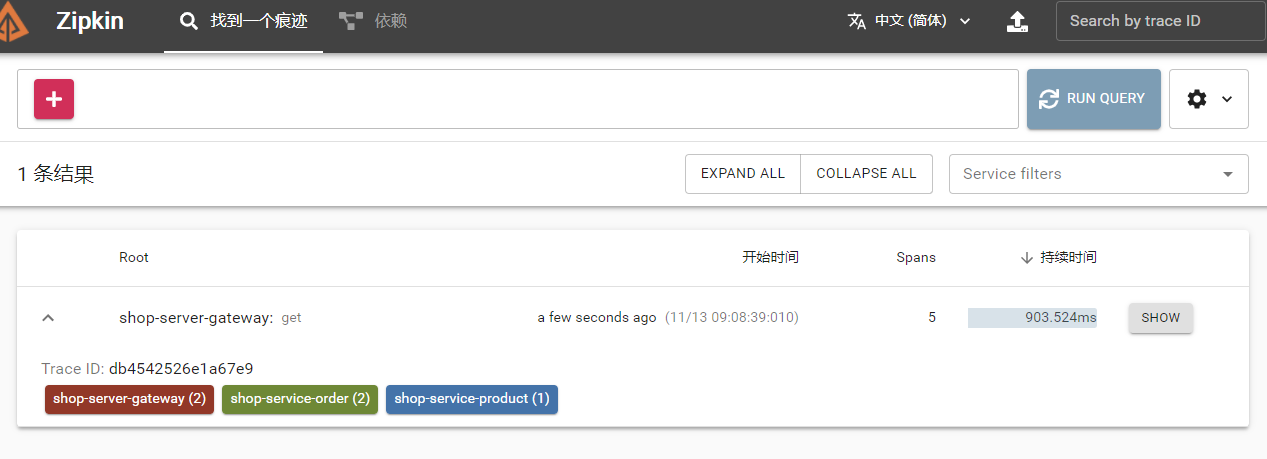 Zipkin 找到一个痕迹 依赖 中文 (简体) Search by trace ID
RUN QUERY
1 条结果 EXPAND ALL COLLAPSE ALL Service filters
Root 开始时间 Spans 持续时间
shop-server-gateway: get a few seconds ago (11/13 09:08:39:010) 5 903.524ms SHOW
Trace ID: db4542526e1a67e9
shop-server-gateway (2) shop-service-order (2) shop-service-product (1)